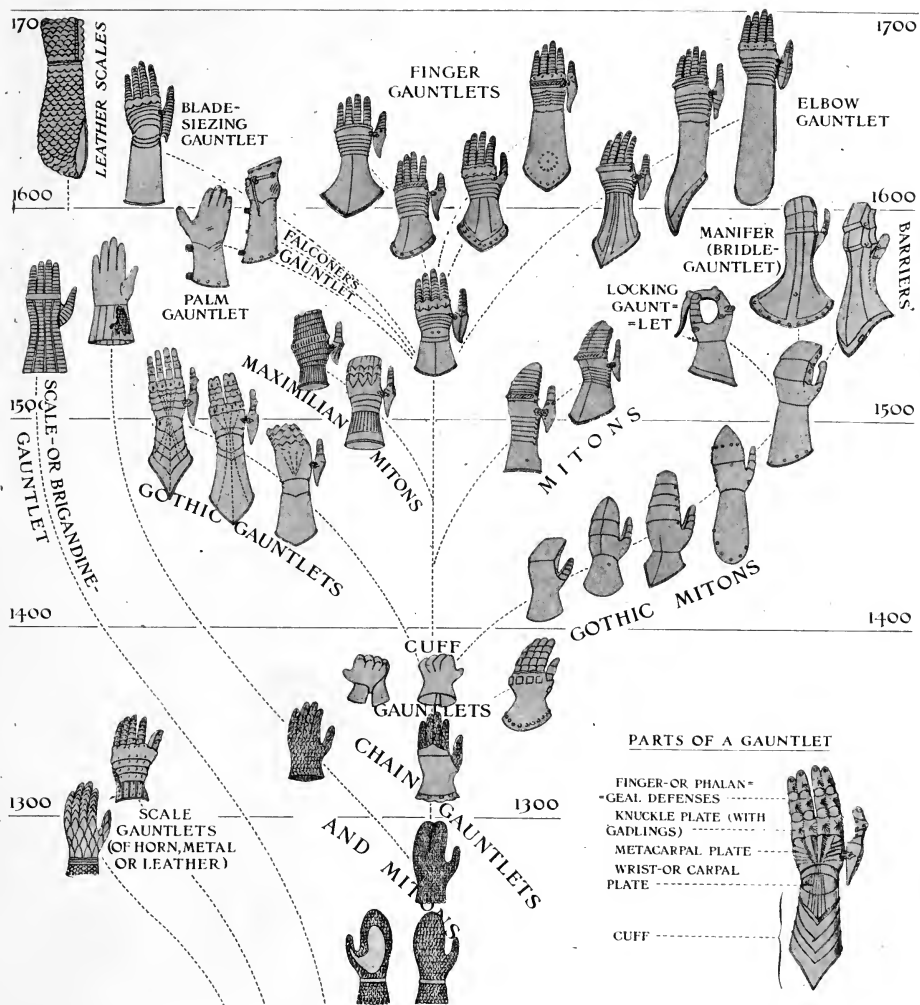 1700
1700
LEATHER SCALES
BLADE-
SIEZING
GAUNTLET
FINGER
GAUNTLETS
ELBOW
GAUNTLET
1600
1600
PALM
GAUNTLET
FALCONERS
GAUNTLET
MANIFER
(BRIDLE-
GAUNTLET)
BARRIERS
LOCKING
GAUNT=
=LET
MAXIMILIAN
MITONS
MITONS
1500
1500
SCALE-OR BRIGANDINE-
GAUNTLET
GOTHIC GAUNTLETS
GOTHIC MITONS
1400
1400
CUFF
GAUNTLETS
CHAIN GAUNTLETS
AND MITONS
1300
1300
SCALE
GAUNTLETS
(OF HORN, METAL
OR LEATHER)
PARTS OF A GAUNTLET
FINGER-OR PHALAN=
=GEAL DEFENSES
KNUCKLE PLATE (WITH
GADLINGS)
METACARPAL PLATE
WRIST-OR CARPAL
PLATE
CUFF